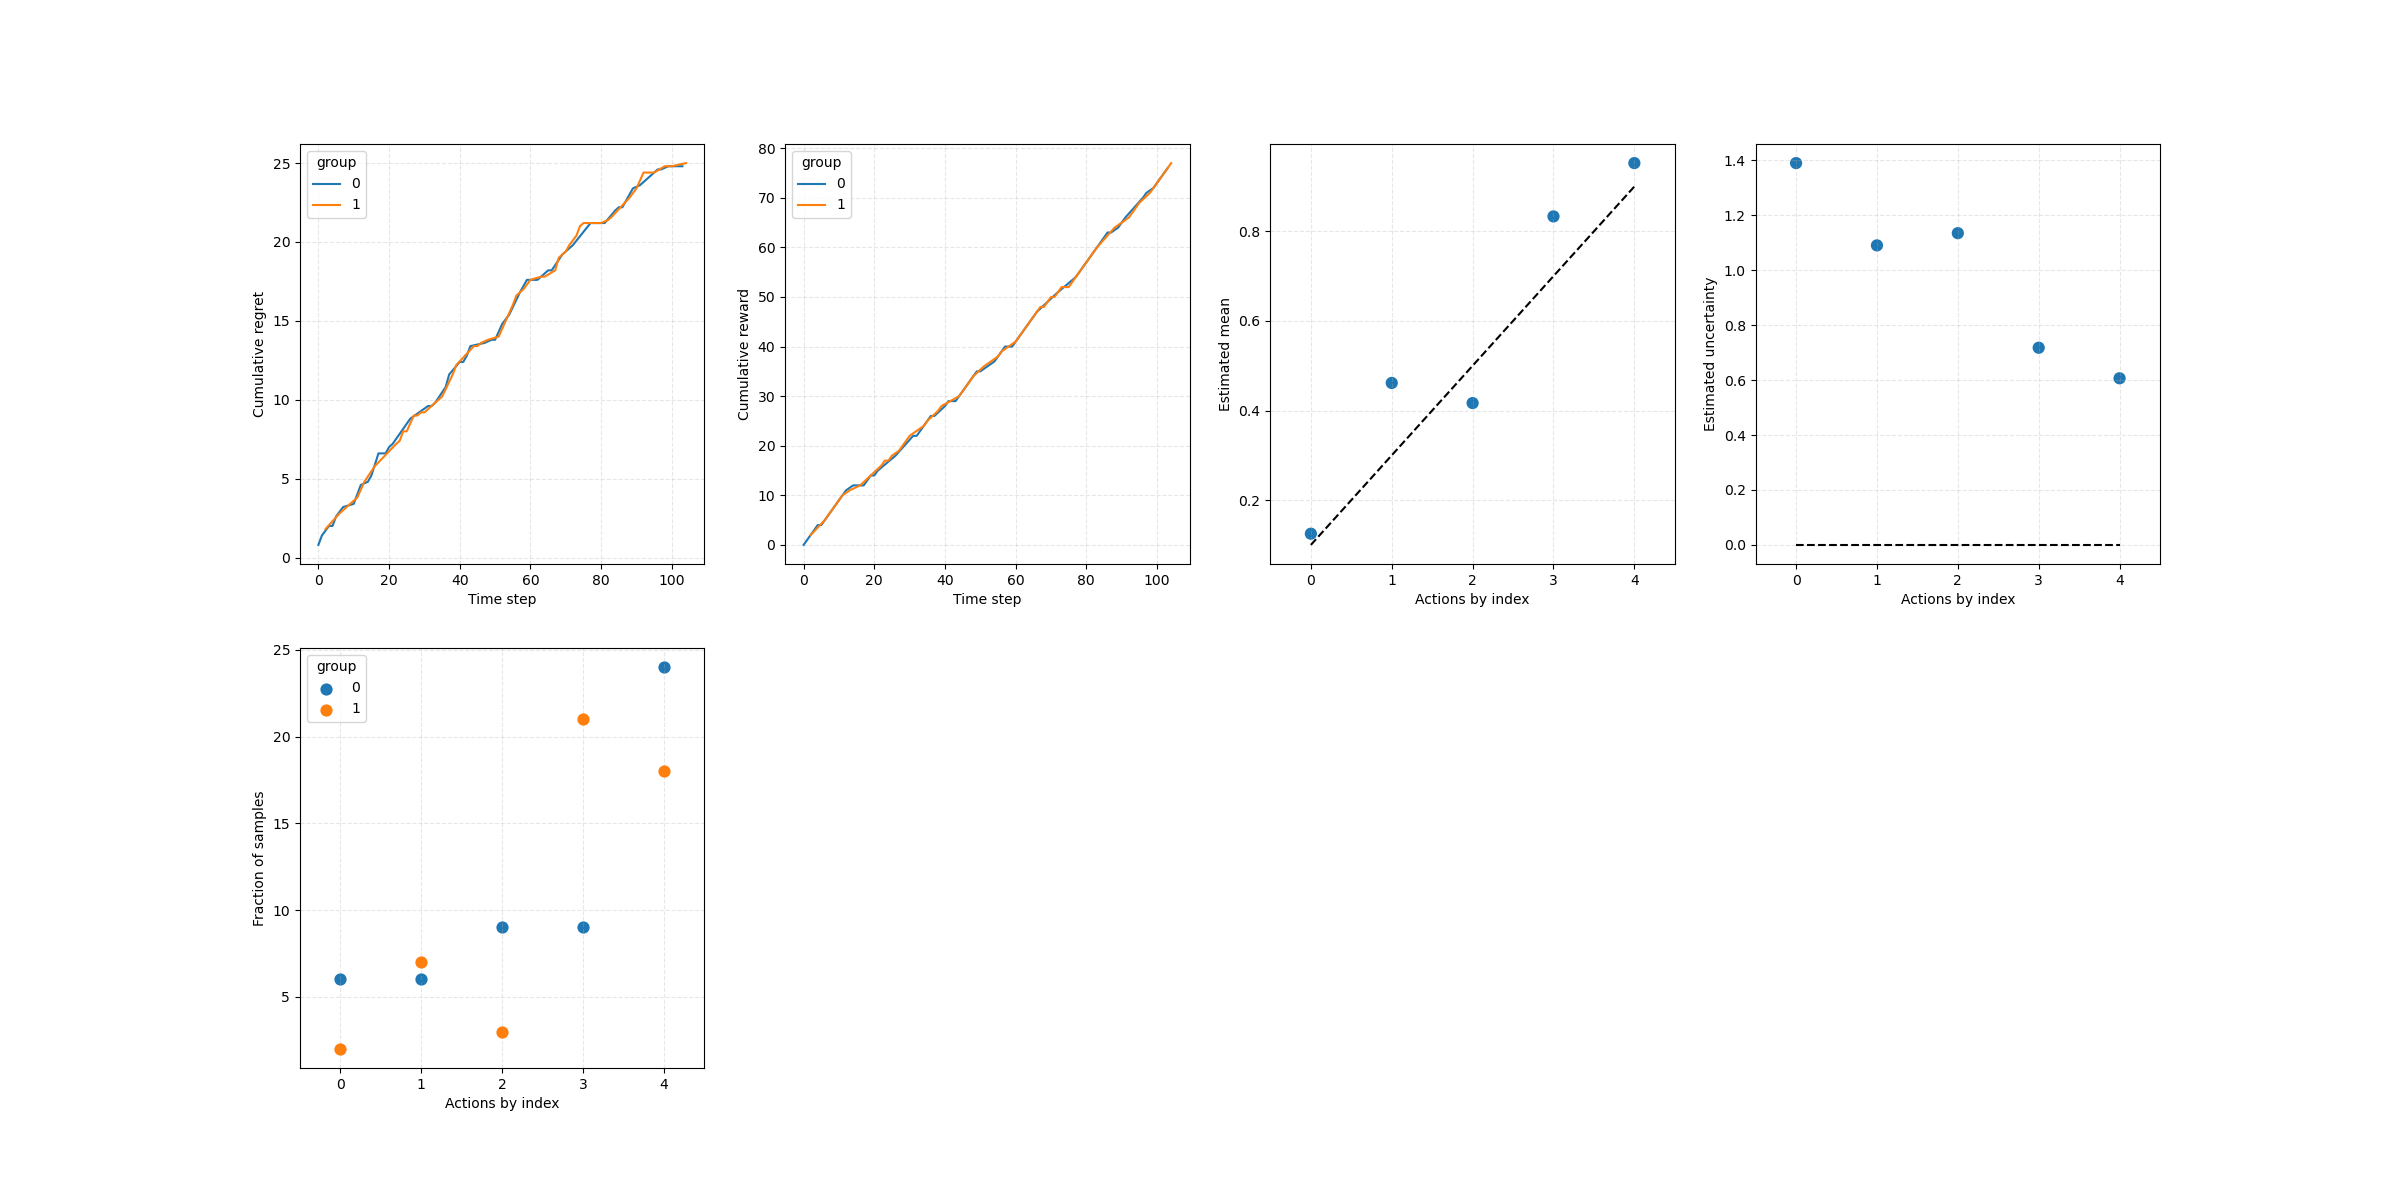 group
0
1
25
20
15
10
5
0
Cumulative regret
0 20 40 60 80 100
Time step
group
0
1
80
70
60
50
40
30
20
10
0
Cumulative reward
0 20 40 60 80 100
Time step
0.8
0.6
0.4
0.2
Estimated mean
0 1 2 3 4
Actions by index
1.4
1.2
1.0
0.8
0.6
0.4
0.2
0.0
Estimated uncertainty
0 1 2 3 4
Actions by index
group
0
1
25
20
15
10
5
Fraction of samples
0 1 2 3 4
Actions by index